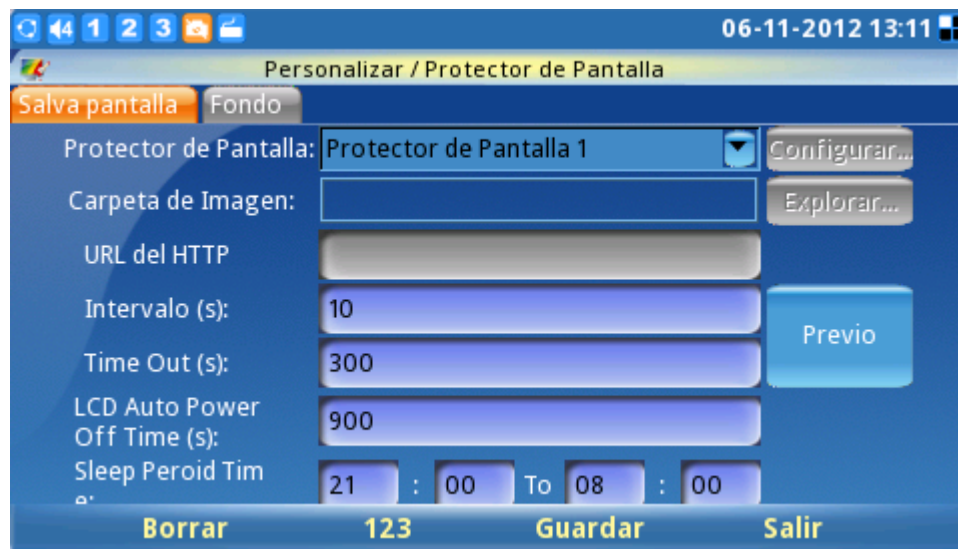 1 2 3 06-11-2012 13:11
Personalizar / Protector de Pantalla
Salva pantalla Fondo
Protector de Pantalla: Protector de Pantalla 1 Configurar...
Carpeta de Imagen: Explorar...
URL del HTTP
Intervalo (s): 10
Previo
Time Out (s): 300
LCD Auto Power
Off Time (s): 900
Sleep Peroid Tim
e: 21 : 00 To 08 : 00
Borrar 123 Guardar Salir